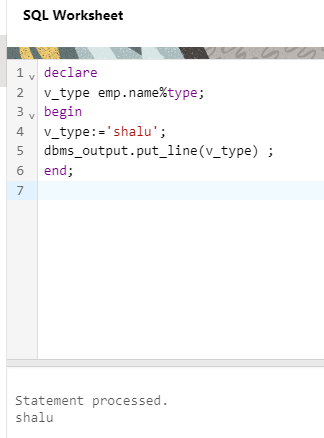 SQL Worksheet
1 declare
2 v_type emp.name%type;
3 begin
4 v_type:='shalu';
5 dbms_output.put_line(v_type) ;
6 end;
7
Statement processed.
shalu